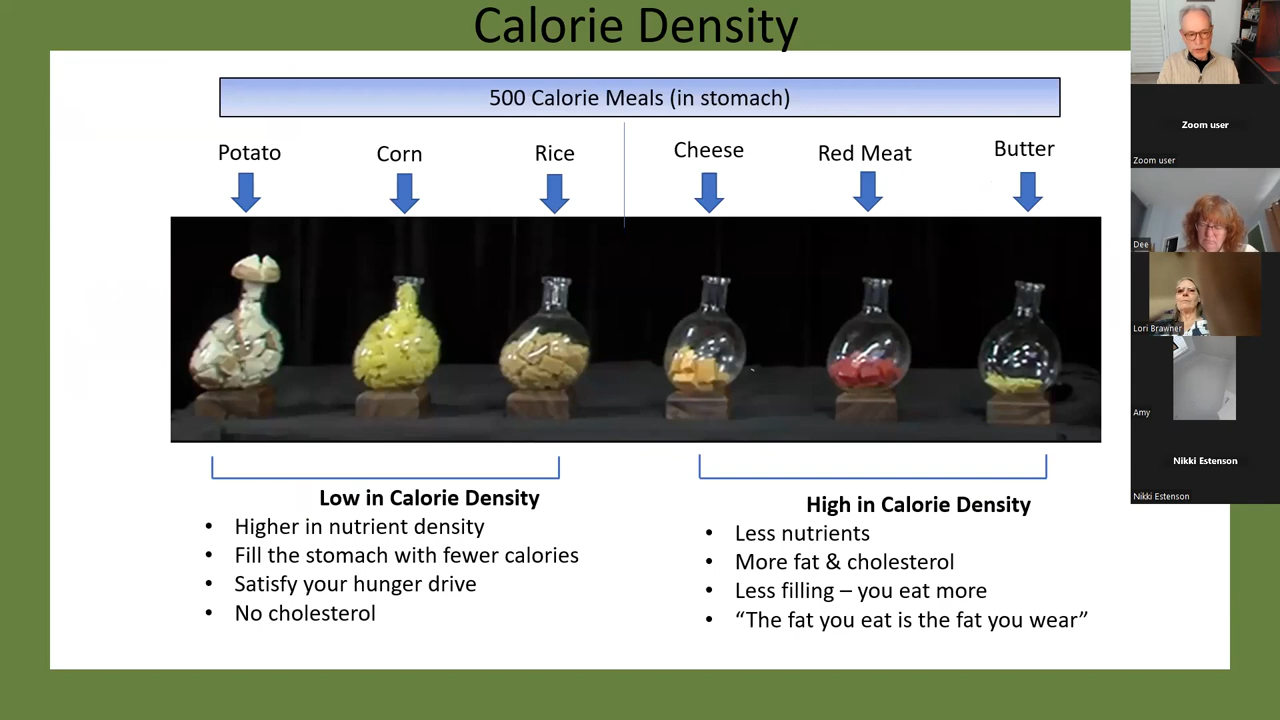 Calorie Density
500 Calorie Meals (in stomach)
Potato
Corn
Rice
Cheese
Red Meat
Butter
Low in Calorie Density
• Higher in nutrient density
• Fill the stomach with fewer calories
• Satisfy your hunger drive
• No cholesterol
High in Calorie Density
• Less nutrients
• More fat & cholesterol
• Less filling – you eat more
• “The fat you eat is the fat you wear”
Zoom user
Zoom user
Dee
Lori Brawner
Amy
Nikki Estenson
Nikki Estenson